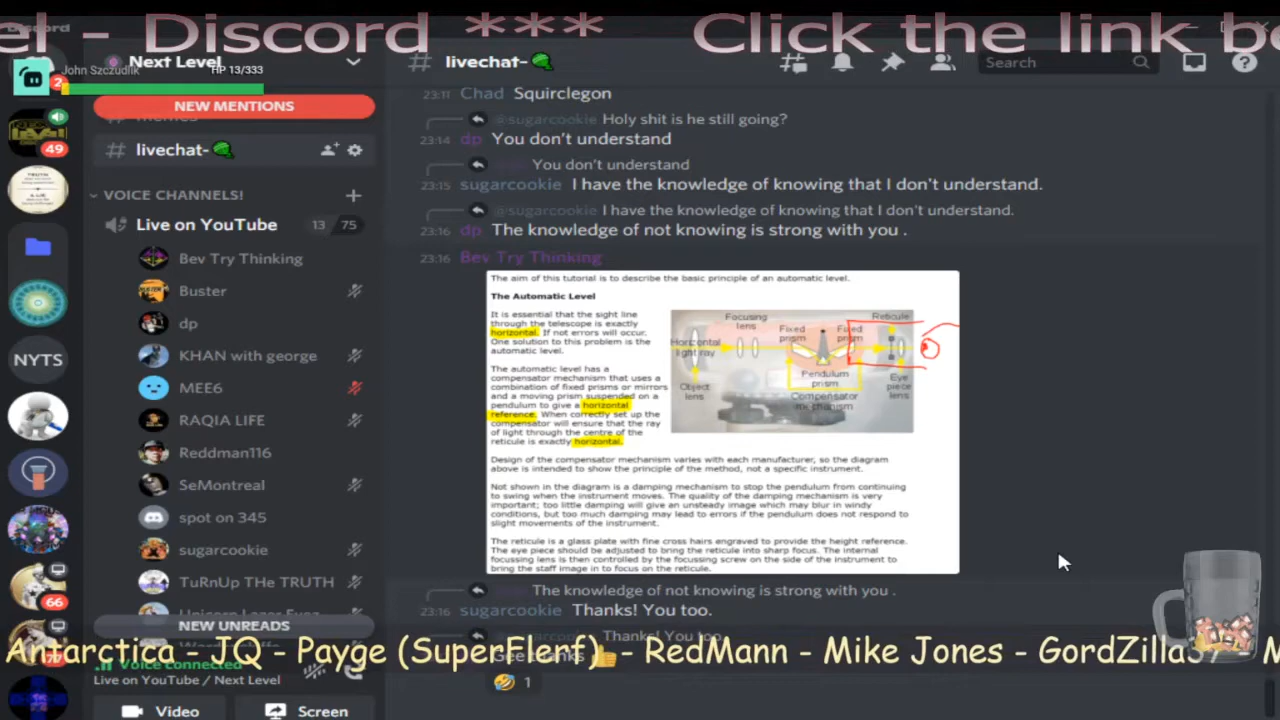 el - Discord *** Click the link be
Discord
John Szczudlik
HP 13/333
Next Level
livechat-
Search
2
NEW MENTIONS
memes
livechat-
49
VOICE CHANNELS!
Live on YouTube 13 75
Bev Try Thinking
Buster
dp
KHAN with george
NYTS
MEE6
RAQIA LIFE
Reddman116
SeMontreal
spot on 345
sugarcookie
TuRnUp THe TRUTH
66
NEW UNREADS
Voice connected
Live on YouTube / Next Level
Video
Screen
23:11 Chad Squirclegon
@sugarcookie Holy shit is he still going?
23:14 dp You don't understand
You don't understand
23:15 sugarcookie I have the knowledge of knowing that I don't understand.
@sugarcookie I have the knowledge of knowing that I don't understand.
23:16 dp The knowledge of not knowing is strong with you .
23:16 Bev Try Thinking
The aim of this tutorial is to describe the basic principle of an automatic level.
The Automatic Level
It is essential that the sight line
through the telescope is exactly
horizontal. If not errors will occur.
One solution to this problem is the
automatic level.
The automatic level has a
compensator mechanism that uses a
combination of fixed prisms or mirrors
and a moving prism suspended on a
pendulum to give a horizontal
reference. When correctly set up the
compensator will ensure that the ray
of light through the centre of the
reticule is exactly horizontal.
Focusing
lens
Fixed
prism
Fixed
prism
Reticule
Horizontal
light ray
Object
lens
Pendulum
prism
Compensator
mechanism
Eye
piece
lens
Design of the compensator mechanism varies with each manufacturer, so the diagram
above is intended to show the principle of the method, not a specific instrument.
Not shown in the diagram is a damping mechanism to stop the pendulum from continuing
to swing when the instrument moves. The quality of the damping mechanism is very
important; too little damping will give an unsteady image which may blur in windy
conditions, but too much damping may lead to errors if the pendulum does not respond to
slight movements of the instrument.
The reticule is a glass plate with fine cross hairs engraved to provide the height reference.
The eye piece should be adjusted to bring the reticule into sharp focus. The internal
focussing lens is then controlled by the focussing screw on the side of the instrument to
bring the staff image in to focus on the reticule.
The knowledge of not knowing is strong with you .
23:16 sugarcookie Thanks! You too.
Thanks! You too.
Antarctica - JQ - Payge (SuperFlerf)👍 - RedMann - Mike Jones - GordZilla
🤣 1